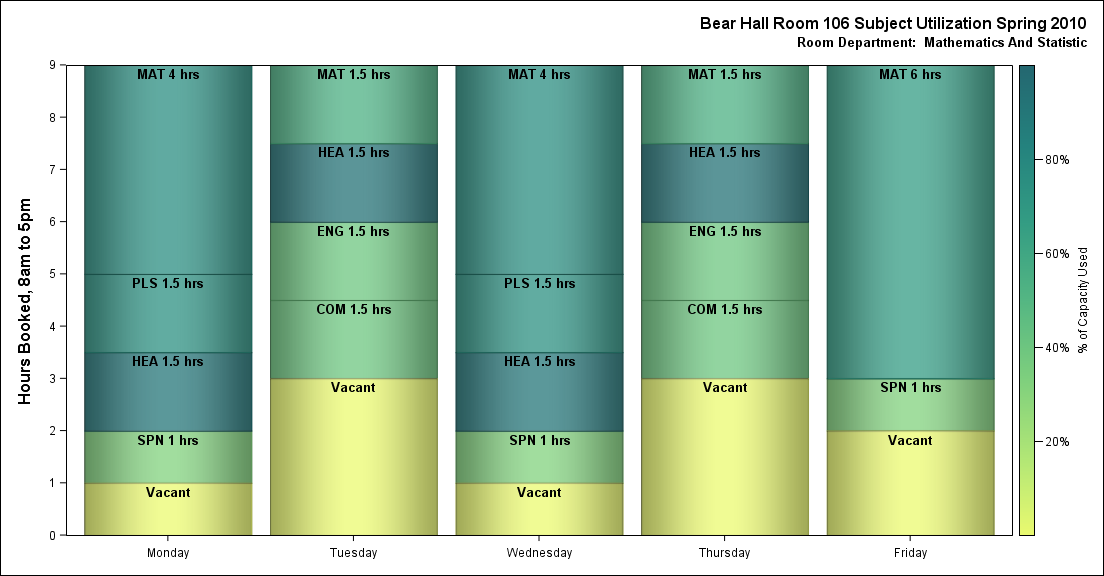 Bear Hall Room 106 Subject Utilization Spring 2010
Room Department: Mathematics And Statistic
Hours Booked, 8am to 5pm
9
8
7
6
5
4
3
2
1
0
MAT 4 hrs
PLS 1.5 hrs
HEA 1.5 hrs
SPN 1 hrs
Vacant
Monday
MAT 1.5 hrs
HEA 1.5 hrs
ENG 1.5 hrs
COM 1.5 hrs
Vacant
Tuesday
MAT 4 hrs
PLS 1.5 hrs
HEA 1.5 hrs
SPN 1 hrs
Vacant
Wednesday
MAT 1.5 hrs
HEA 1.5 hrs
ENG 1.5 hrs
COM 1.5 hrs
Vacant
Thursday
MAT 6 hrs
SPN 1 hrs
Vacant
Friday
80%
60%
40%
20%
% of Capacity Used